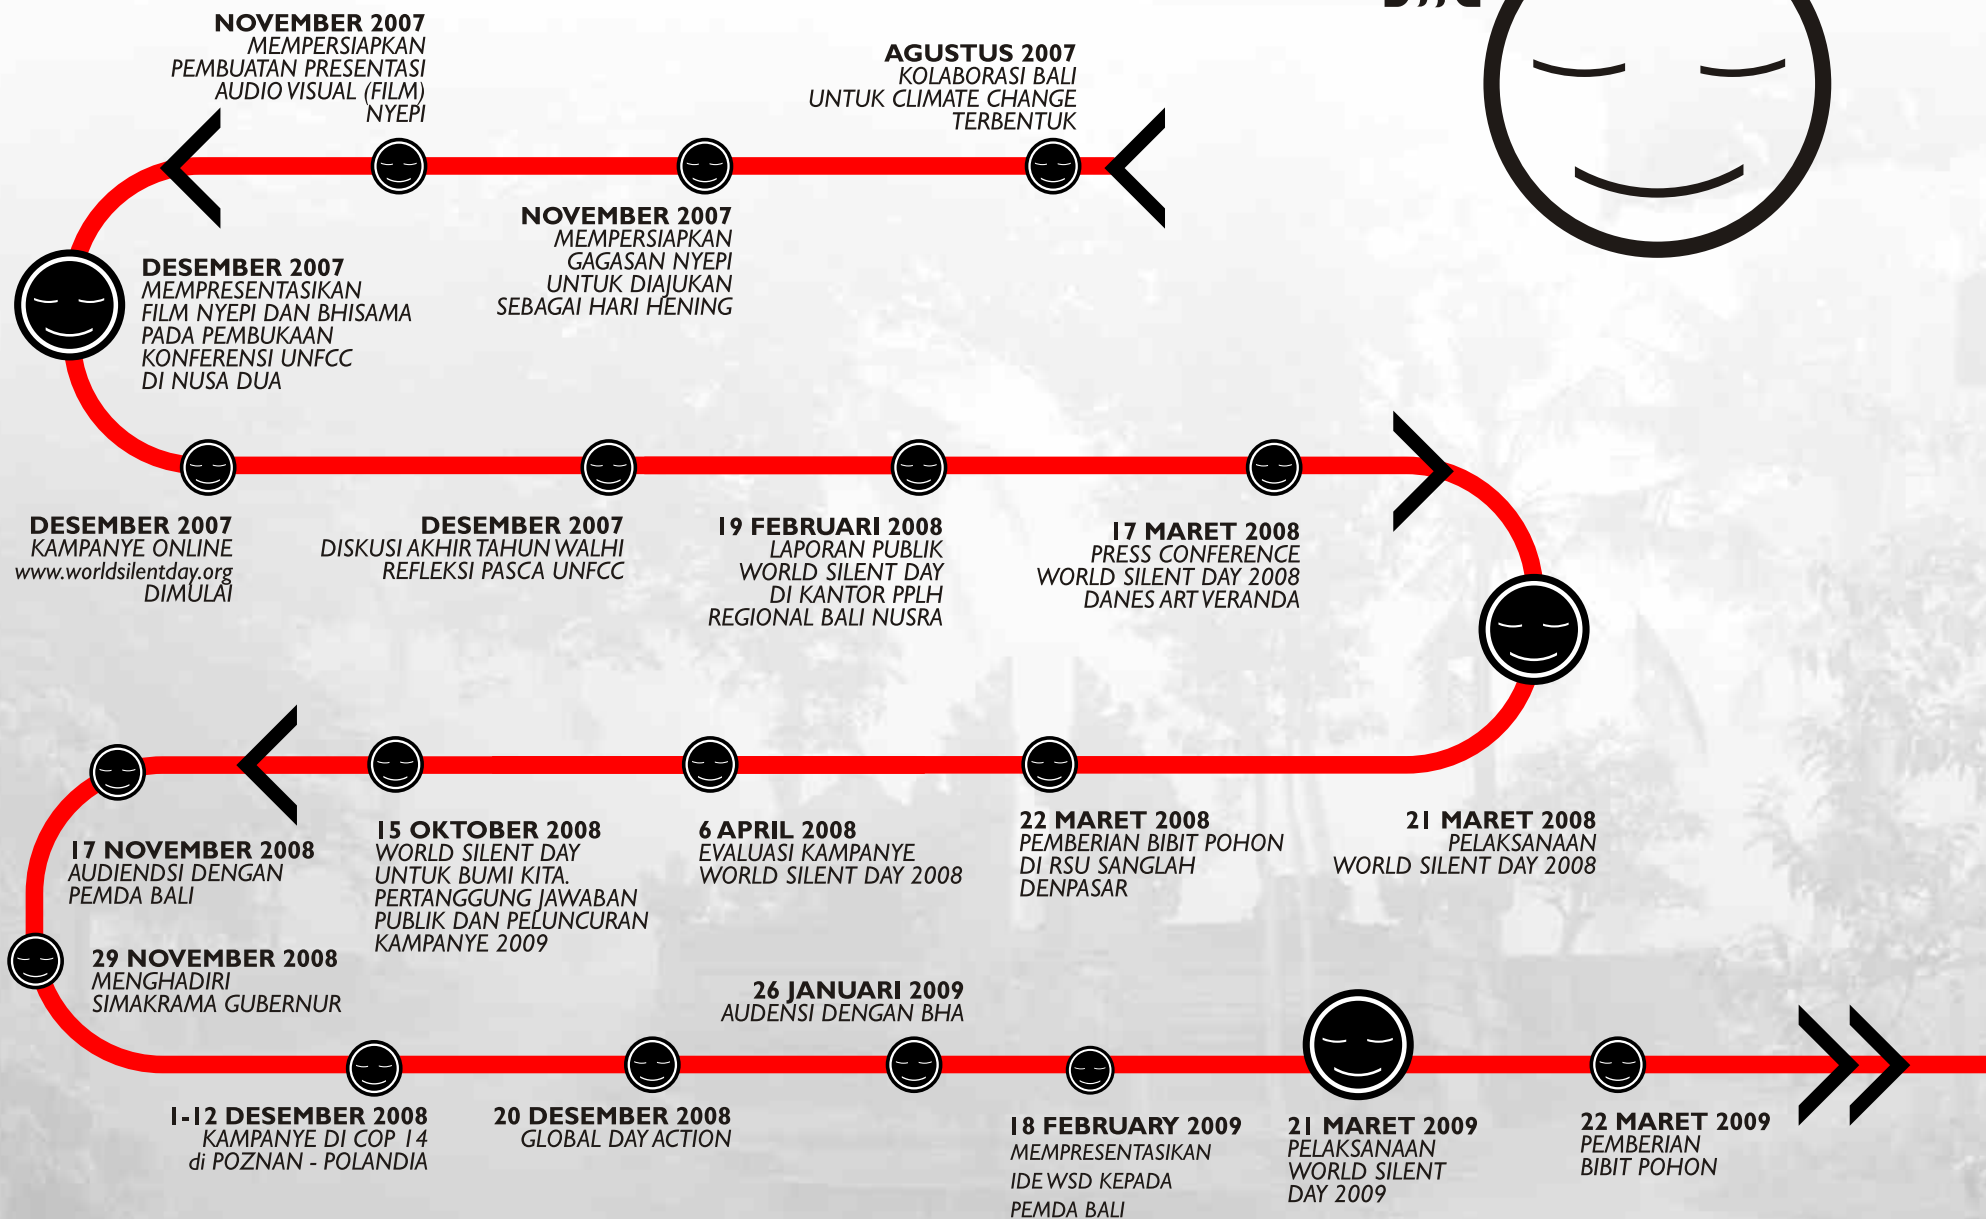 AGUSTUS 2007
KOLABORASI BALI
UNTUK CLIMATE CHANGE
TERBENTUK
NOVEMBER 2007
MEMPERSIAPKAN
GAGASAN NYEPI
UNTUK DIAJUKAN
SEBAGAI HARI HENING
NOVEMBER 2007
MEMPERSIAPKAN
PEMBUATAN PRESENTASI
AUDIO VISUAL (FILM)
NYEPI
DESEMBER 2007
MEMPRESENTASIKAN
FILM NYEPI DAN BHISAMA
PADA PEMBUKAAN
KONFERENSI UNFCC
DI NUSA DUA
DESEMBER 2007
KAMPANYE ONLINE
www.worldsilentday.org
DIMULAI
DESEMBER 2007
DISKUSI AKHIR TAHUN WALHI
REFLEKSI PASCA UNFCC
19 FEBRUARI 2008
LAPORAN PUBLIK
WORLD SILENT DAY
DI KANTOR PPLH
REGIONAL BALI NUSRA
17 MARET 2008
PRESS CONFERENCE
WORLD SILENT DAY 2008
DANES ART VERANDA
21 MARET 2008
PELAKSANAAN
WORLD SILENT DAY 2008
22 MARET 2008
PEMBERIAN BIBIT POHON
DI RSU SANGLAH
DENPASAR
6 APRIL 2008
EVALUASI KAMPANYE
WORLD SILENT DAY 2008
15 OKTOBER 2008
WORLD SILENT DAY
UNTUK BUMI KITA.
PERTANGGUNG JAWABAN
PUBLIK DAN PELUNCURAN
KAMPANYE 2009
17 NOVEMBER 2008
AUDIENDSI DENGAN
PEMDA BALI
29 NOVEMBER 2008
MENGHADIRI
SIMAKRAMA GUBERNUR
1-12 DESEMBER 2008
KAMPANYE DI COP 14
di POZNAN - POLANDIA
20 DESEMBER 2008
GLOBAL DAY ACTION
26 JANUARI 2009
AUDENSI DENGAN BHA
18 FEBRUARY 2009
MEMPRESENTASIKAN
IDE WSD KEPADA
PEMDA BALI
21 MARET 2009
PELAKSANAAN
WORLD SILENT
DAY 2009
22 MARET 2009
PEMBERIAN
BIBIT POHON